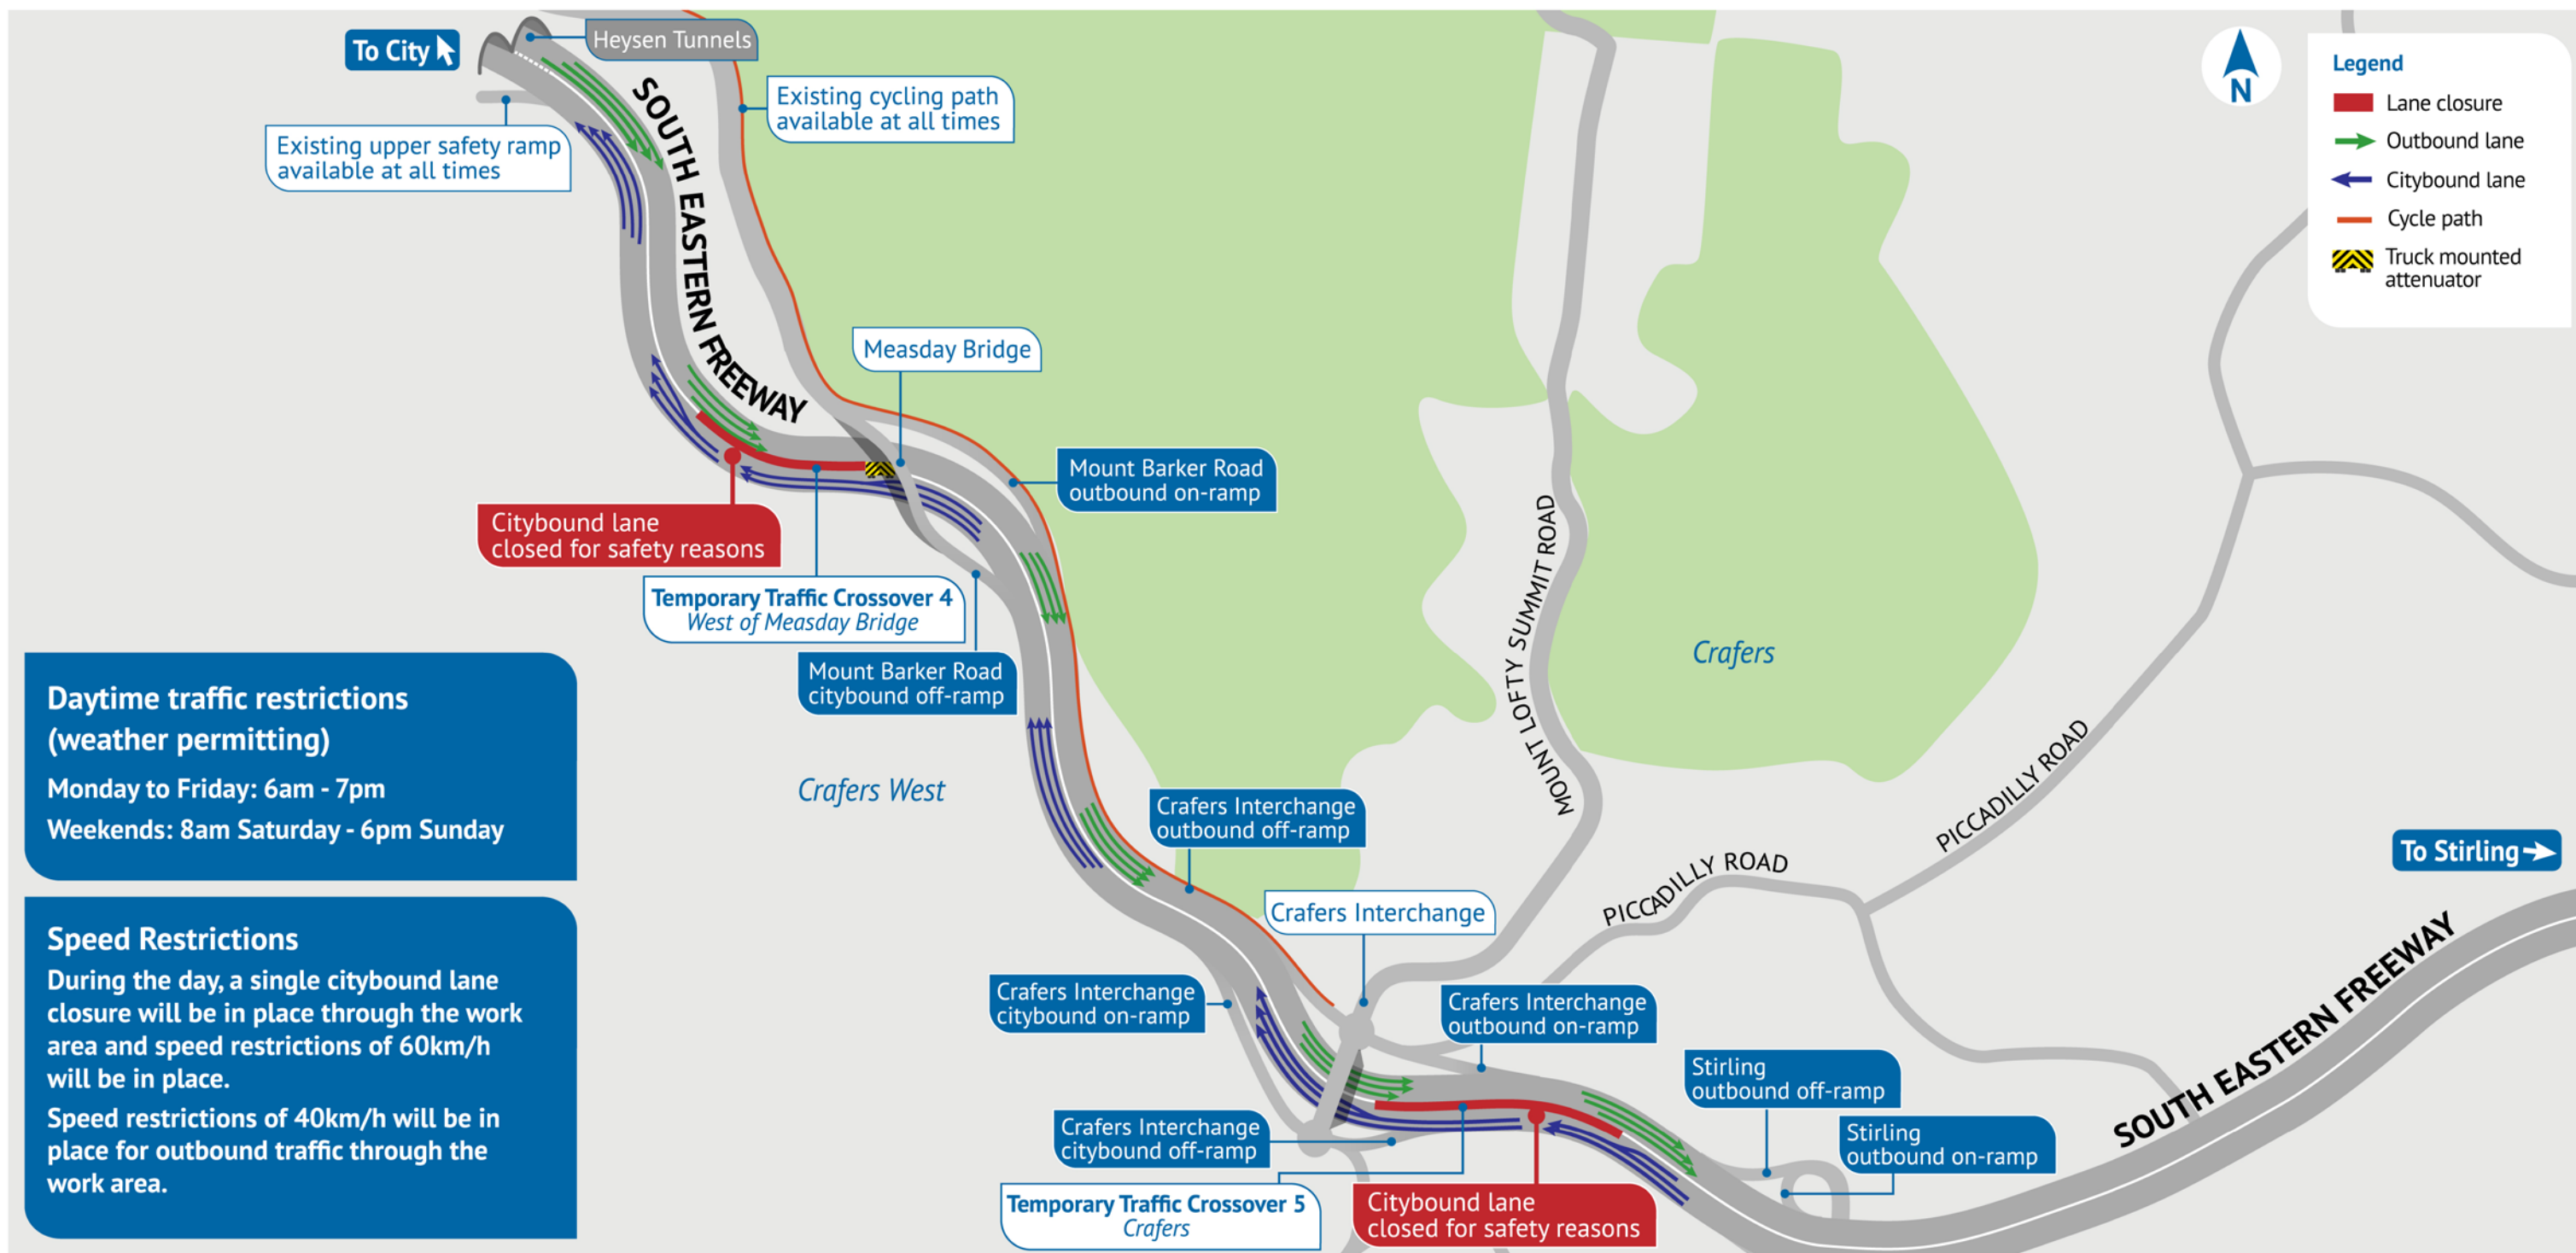 To City
Heysen Tunnels
Existing cycling path
available at all times
Existing upper safety ramp
available at all times
SOUTH EASTERN FREEWAY
N
Legend
Lane closure
Outbound lane
Citybound lane
Cycle path
Truck mounted
attenuator
Measday Bridge
Mount Barker Road
outbound on-ramp
Citybound lane
closed for safety reasons
Temporary Traffic Crossover 4
West of Measday Bridge
Mount Barker Road
citybound off-ramp
MOUNT LOFTY SUMMIT ROAD
Crafers
Crafers West
PICCADILLY ROAD
PICCADILLY ROAD
To Stirling
SOUTH EASTERN FREEWAY
Crafers Interchange
outbound off-ramp
Crafers Interchange
Crafers Interchange
citybound on-ramp
Crafers Interchange
outbound on-ramp
Stirling
outbound off-ramp
Stirling
outbound on-ramp
Crafers Interchange
citybound off-ramp
Temporary Traffic Crossover 5
Crafers
Citybound lane
closed for safety reasons
Daytime traffic restrictions
(weather permitting)
Monday to Friday: 6am - 7pm
Weekends: 8am Saturday - 6pm Sunday
Speed Restrictions
During the day, a single citybound lane
closure will be in place through the work
area and speed restrictions of 60km/h
will be in place.
Speed restrictions of 40km/h will be in
place for outbound traffic through the
work area.